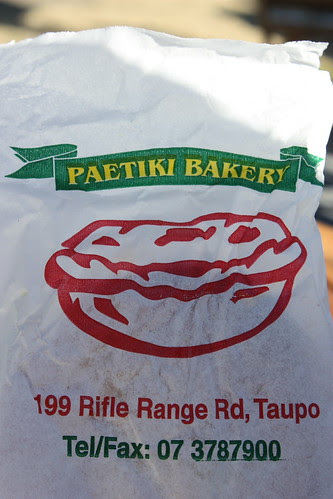 PAETIKI BAKERY
199 Rifle Range Rd, Taupo
Tel/Fax: 07 3787900